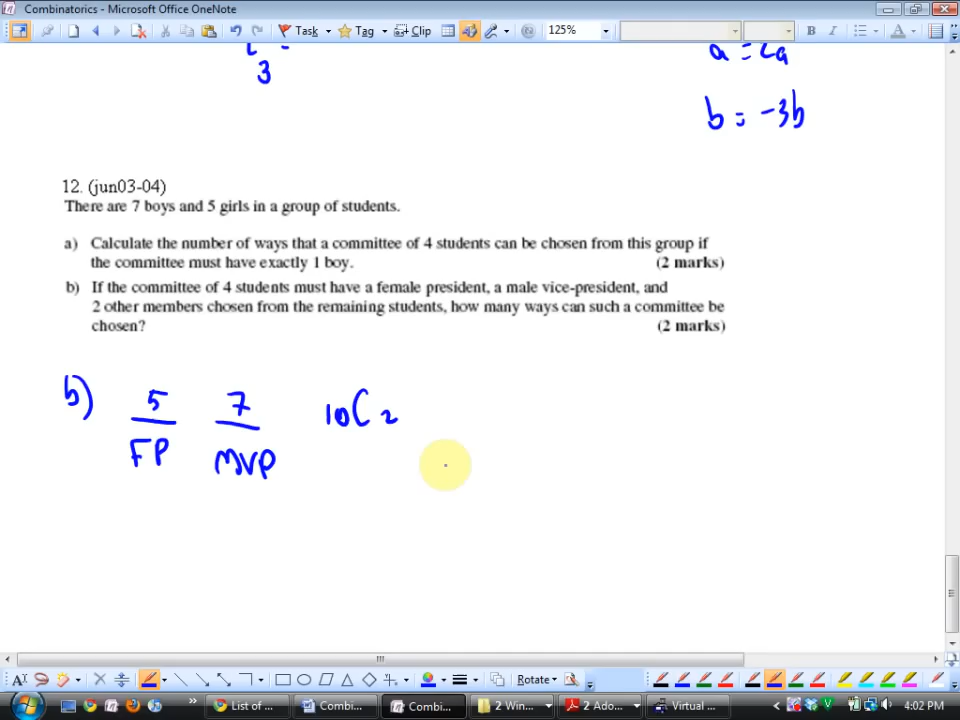 Combinatorics - Microsoft OneNote
Task Tag Clip 125% B I A
3
a = 2a
b = -3b
12. (jun03-04)
There are 7 boys and 5 girls in a group of students.
a) Calculate the number of ways that a committee of 4 students can be chosen from this group if
the committee must have exactly 1 boy. (2 marks)
b) If the committee of 4 students must have a female president, a male vice-president, and
2 other members chosen from the remaining students, how many ways can such a committee be
chosen? (2 marks)
b) 5 7 10C2
FP MVP
Rotate
List of ... Combi... Combi... 2 Win... 2 Ado... Virtual ... 4:02 PM